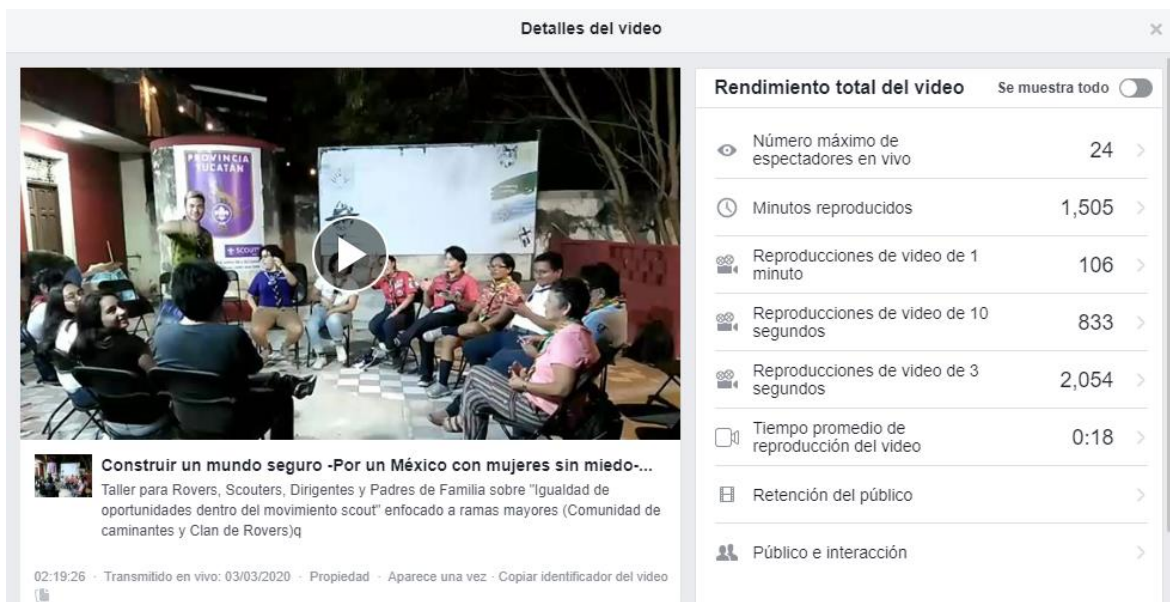 Detalles del video
PROVINCIA
YUCATÁN
SCOUTS
Construir un mundo seguro -Por un México con mujeres sin miedo-...
Taller para Rovers, Scouters, Dirigentes y Padres de Familia sobre "Igualdad de
oportunidades dentro del movimiento scout" enfocado a ramas mayores (Comunidad de
caminantes y Clan de Rovers)q
02:19:26 · Transmitido en vivo: 03/03/2020 · Propiedad · Aparece una vez · Copiar identificador del video
Rendimiento total del video
Se muestra todo
Número máximo de
espectadores en vivo
24
Minutos reproducidos
1,505
Reproducciones de video de 1
minuto
106
Reproducciones de video de 10
segundos
833
Reproducciones de video de 3
segundos
2,054
Tiempo promedio de
reproducción del video
0:18
Retención del público
Público e interacción